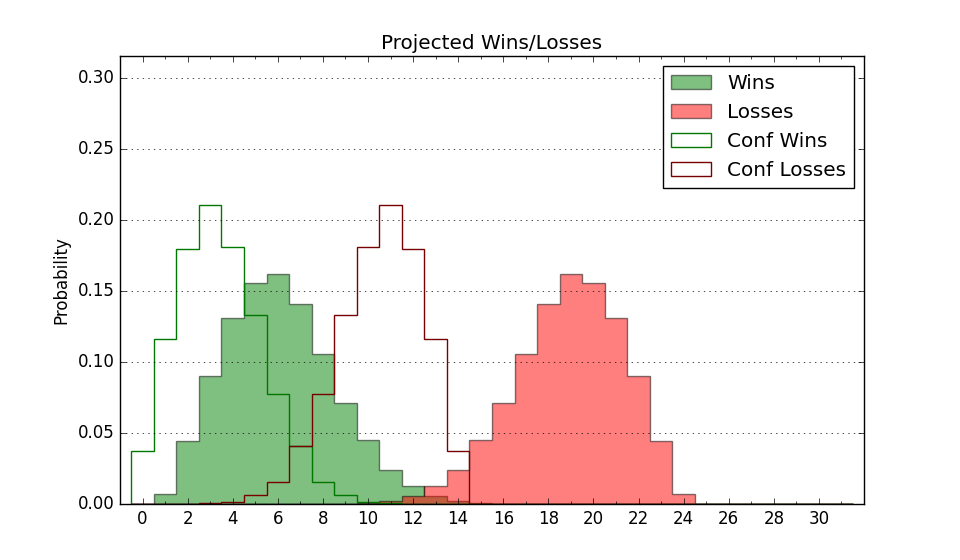 Projected Wins/Losses
Wins
Losses
Conf Wins
Conf Losses
Probability
0.30
0.25
0.20
0.15
0.10
0.05
0.00
0 2 4 6 8 10 12 14 16 18 20 22 24 26 28 30